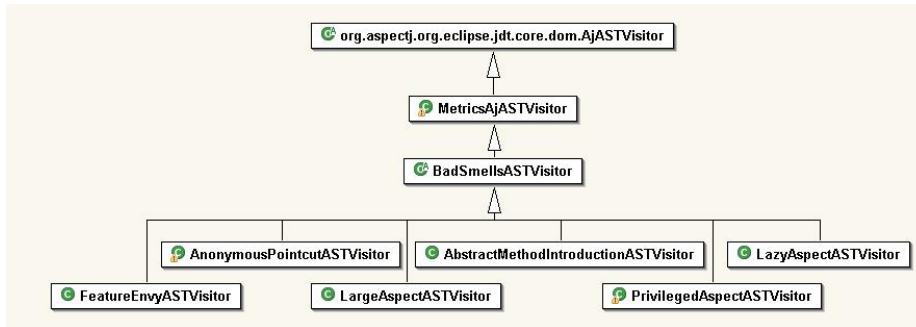 org.aspectj.org.eclipse.jdt.core.dom.AjASTVisitor
MetricsAjASTVisitor
BadSmellsASTVisitor
AnonymousPointcutASTVisitor
AbstractMethodIntroductionASTVisitor
LazyAspectASTVisitor
FeatureEnvyASTVisitor
LargeAspectASTVisitor
PrivilegedAspectASTVisitor